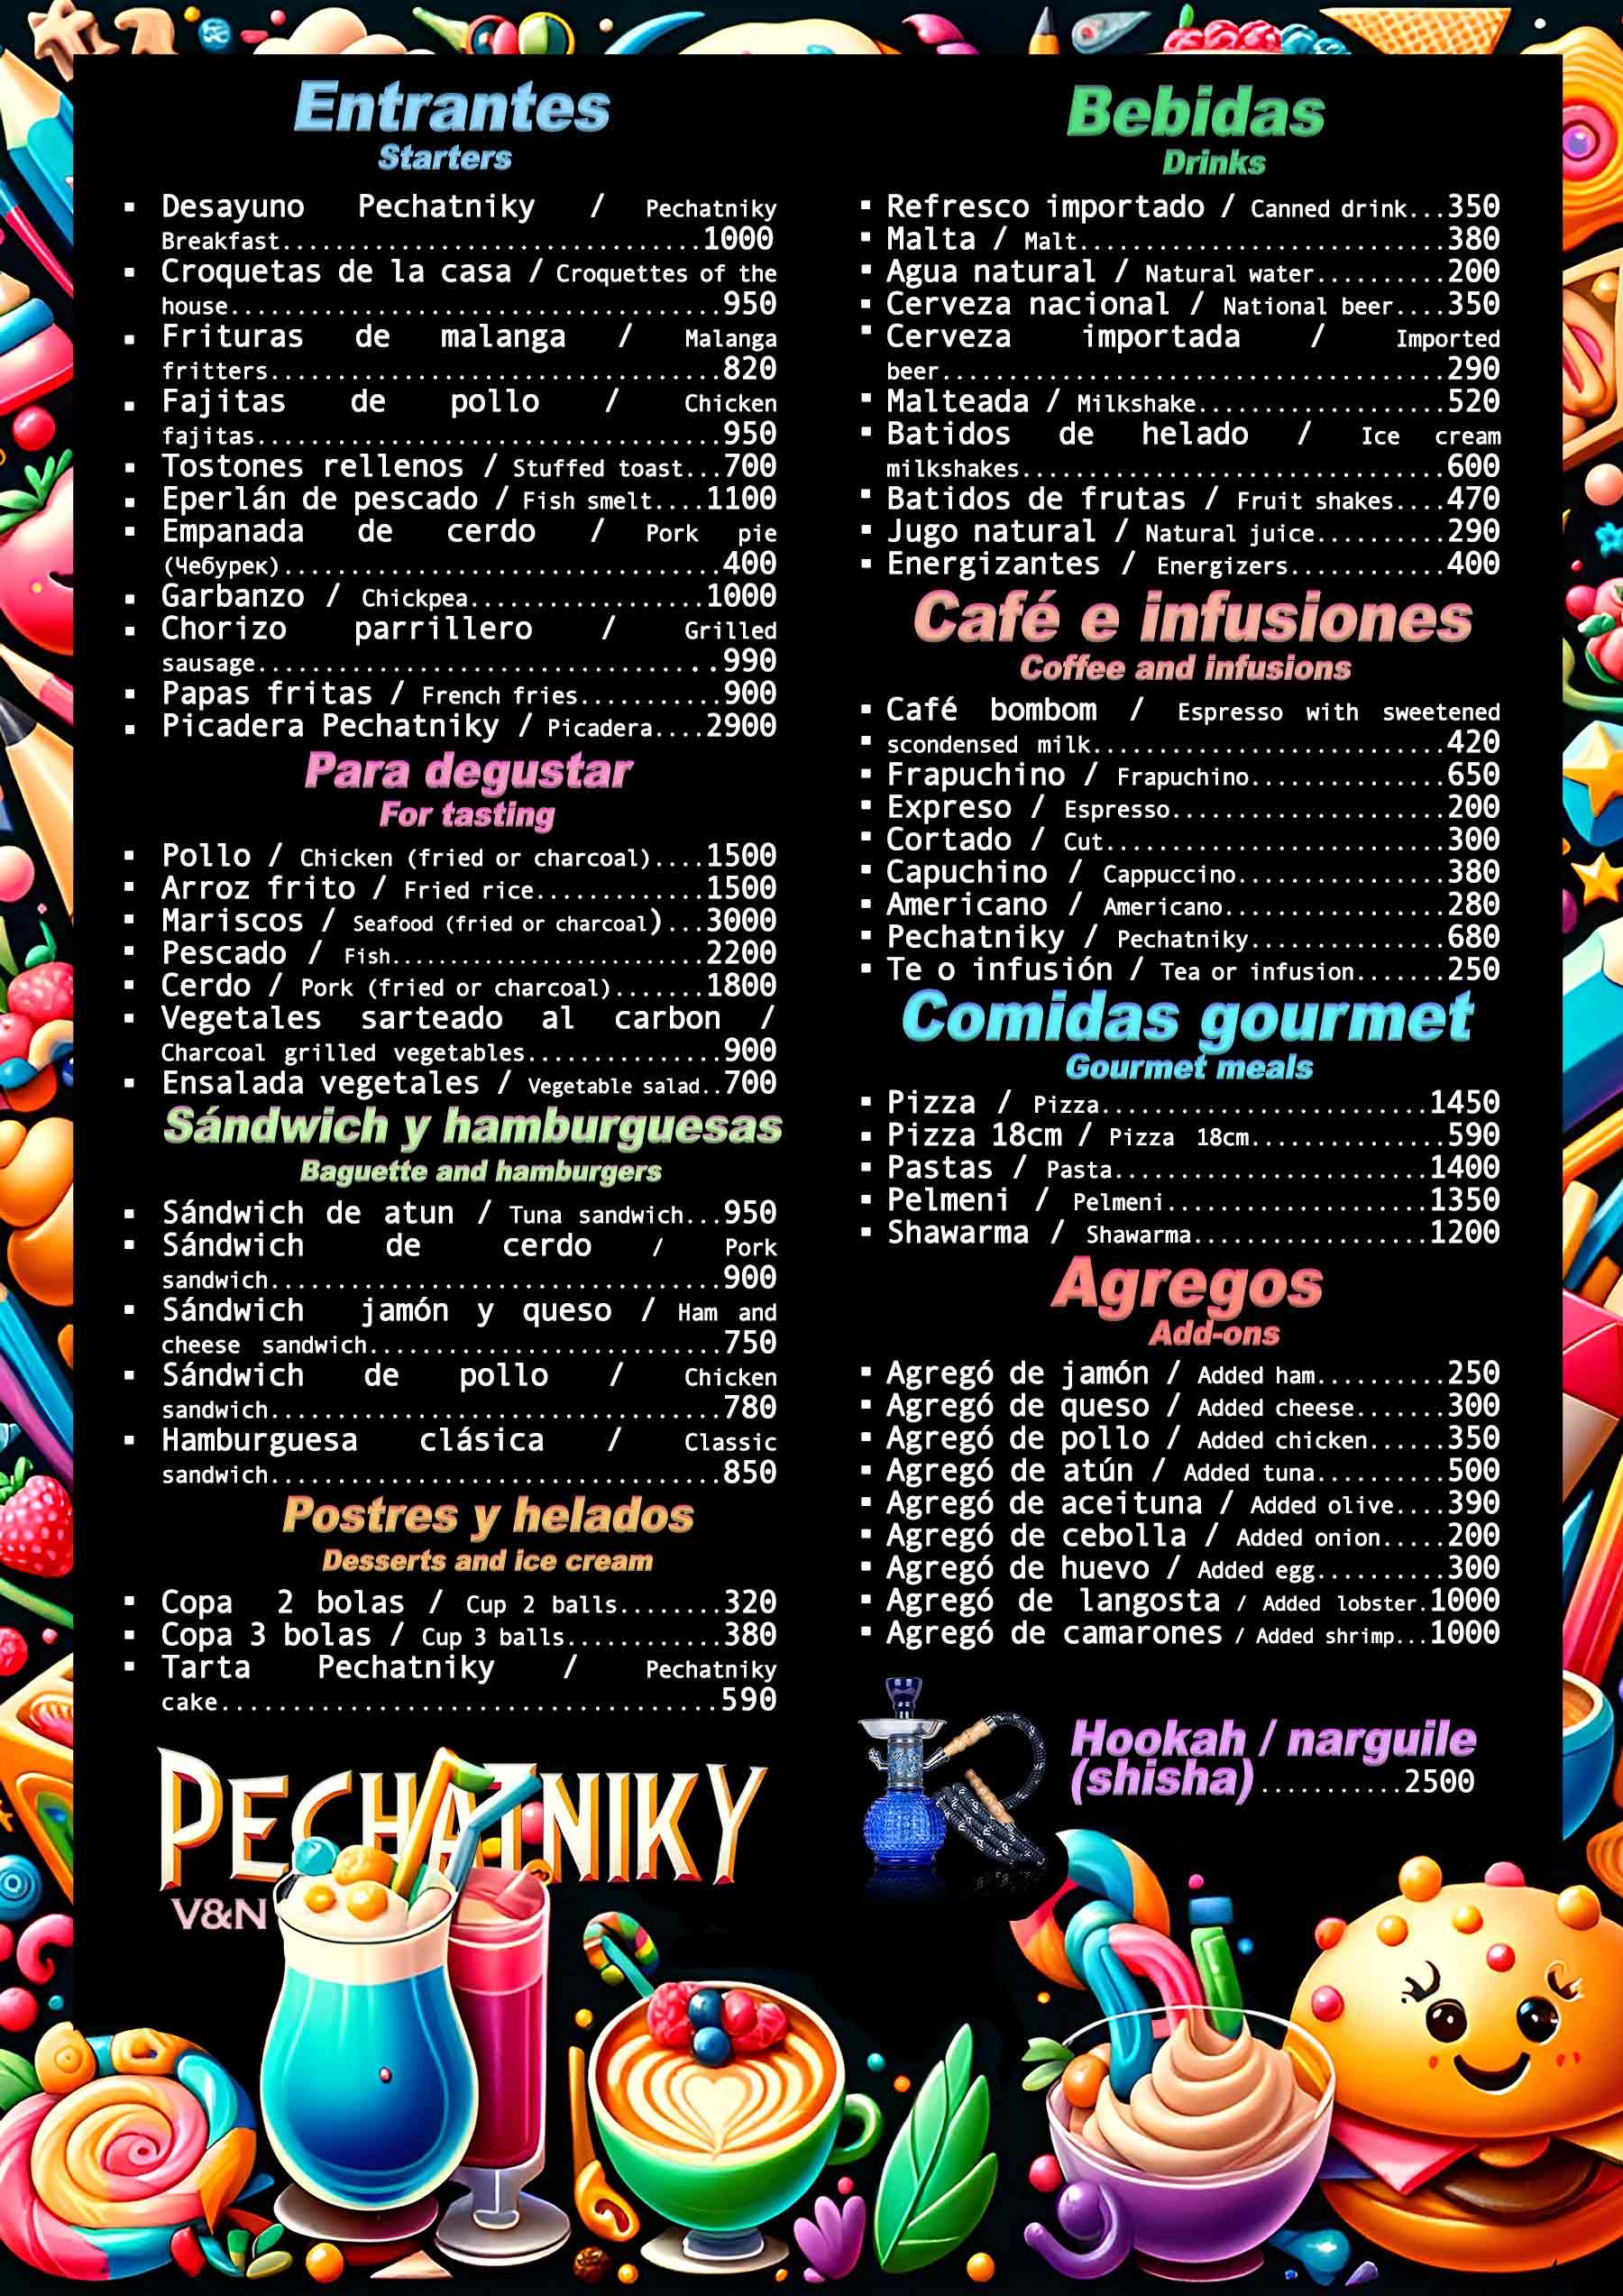 Entrantes
Starters
▪ Desayuno Pechatniky / Pechatniky
Breakfast................................1000
▪ Croquetas de la casa / Croquettes of the
house.....................................950
▪ Frituras de malanga / Malanga
fritters..................................820
▪ Fajitas de pollo / Chicken
fajitas...................................950
▪ Tostones rellenos / Stuffed toast...700
▪ Eperlán de pescado / Fish smelt....1100
▪ Empanada de cerdo / Pork pie
(Чебурек).................................400
▪ Garbanzo / Chickpea..................1000
▪ Chorizo parrillero / Grilled
sausage...................................990
▪ Papas fritas / French fries...........900
▪ Picadera Pechatniky / Picadera....2900
Para degustar
For tasting
▪ Pollo / Chicken (fried or charcoal)....1500
▪ Arroz frito / Fried rice.............1500
▪ Mariscos / Seafood (fried or charcoal)...3000
▪ Pescado / Fish........................2200
▪ Cerdo / Pork (fried or charcoal).......1800
▪ Vegetales sarteado al carbon /
Charcoal grilled vegetables...............900
▪ Ensalada vegetales / Vegetable salad..700
Sándwich y hamburguesas
Baguette and hamburgers
▪ Sándwich de atun / Tuna sandwich...950
▪ Sándwich de cerdo / Pork
sandwich..................................900
▪ Sándwich jamón y queso / Ham and
cheese sandwich...........................750
▪ Sándwich de pollo / Chicken
sandwich..................................780
▪ Hamburguesa clásica / Classic
sandwich..................................850
Postres y helados
Desserts and ice cream
▪ Copa 2 bolas / Cup 2 balls........320
▪ Copa 3 bolas / Cup 3 balls............380
▪ Tarta Pechatniky / Pechatniky
cake......................................590
PECHATNIKY
V&N
Bebidas
Drinks
▪ Refresco importado / Canned drink...350
▪ Malta / Malt............................380
▪ Agua natural / Natural water..........200
▪ Cerveza nacional / National beer....350
▪ Cerveza importada / Imported
beer......................................290
▪ Malteada / Milkshake...................520
▪ Batidos de helado / Ice cream
milkshakes................................600
▪ Batidos de frutas / Fruit shakes....470
▪ Jugo natural / Natural juice..........290
▪ Energizantes / Energizers............400
Café e infusiones
Coffee and infusions
▪ Café bombom / Espresso with sweetened
▪ scondensed milk...........................420
▪ Frapuchino / Frapuchino...............650
▪ Expreso / Espresso.....................200
▪ Cortado / Cut..........................300
▪ Capuchino / Cappuccino................380
▪ Americano / Americano.................280
▪ Pechatniky / Pechatniky...............680
▪ Te o infusión / Tea or infusion.......250
Comidas gourmet
Gourmet meals
▪ Pizza / Pizza.........................1450
▪ Pizza 18cm / Pizza 18cm...............590
▪ Pastas / Pasta........................1400
▪ Pelmeni / Pelmeni....................1350
▪ Shawarma / Shawarma..................1200
Agregos
Add-ons
▪ Agregó de jamón / Added ham..........250
▪ Agregó de queso / Added cheese.......300
▪ Agregó de pollo / Added chicken......350
▪ Agregó de atún / Added tuna..........500
▪ Agregó de aceituna / Added olive....390
▪ Agregó de cebolla / Added onion.....200
▪ Agregó de huevo / Added egg..........300
▪ Agregó de langosta / Added lobster.1000
▪ Agregó de camarones / Added shrimp...1000
Hookah / narguile
(shisha)...........2500